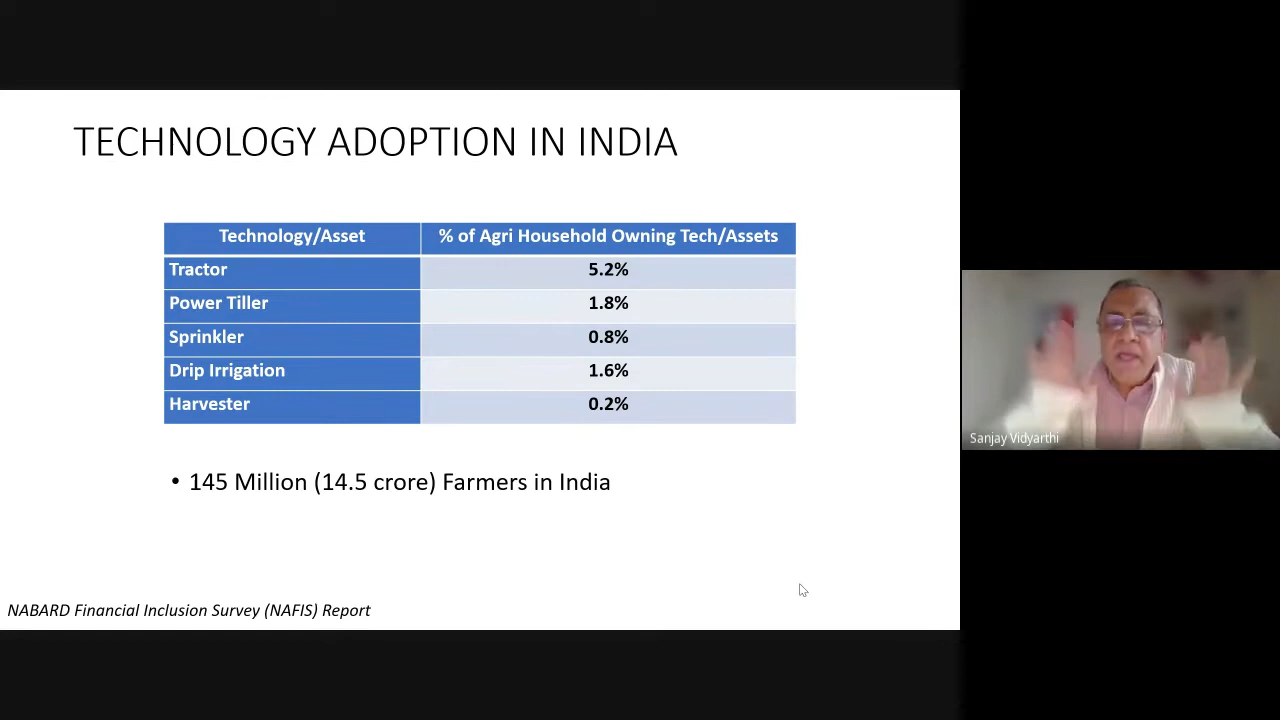 TECHNOLOGY ADOPTION IN INDIA
Technology/Asset % of Agri Household Owning Tech/Assets
Tractor 5.2%
Power Tiller 1.8%
Sprinkler 0.8%
Drip Irrigation 1.6%
Harvester 0.2%
• 145 Million (14.5 crore) Farmers in India
Sanjay Vidyarthi
NABARD Financial Inclusion Survey (NAFIS) Report